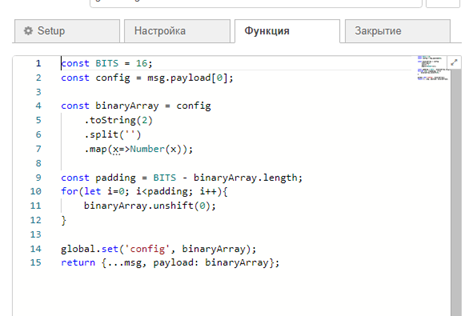 Setup
Настройка
Функция
Закрытие
1 const BITS = 16;
2 const config = msg.payload[0];
3
4 const binaryArray = config
5 .toString(2)
6 .split('')
7 .map(x=>Number(x));
8
9 const padding = BITS - binaryArray.length;
10 for(let i=0; i<padding; i++){
11 binaryArray.unshift(0);
12 }
13
14 global.set('config', binaryArray);
15 return {...msg, payload: binaryArray};